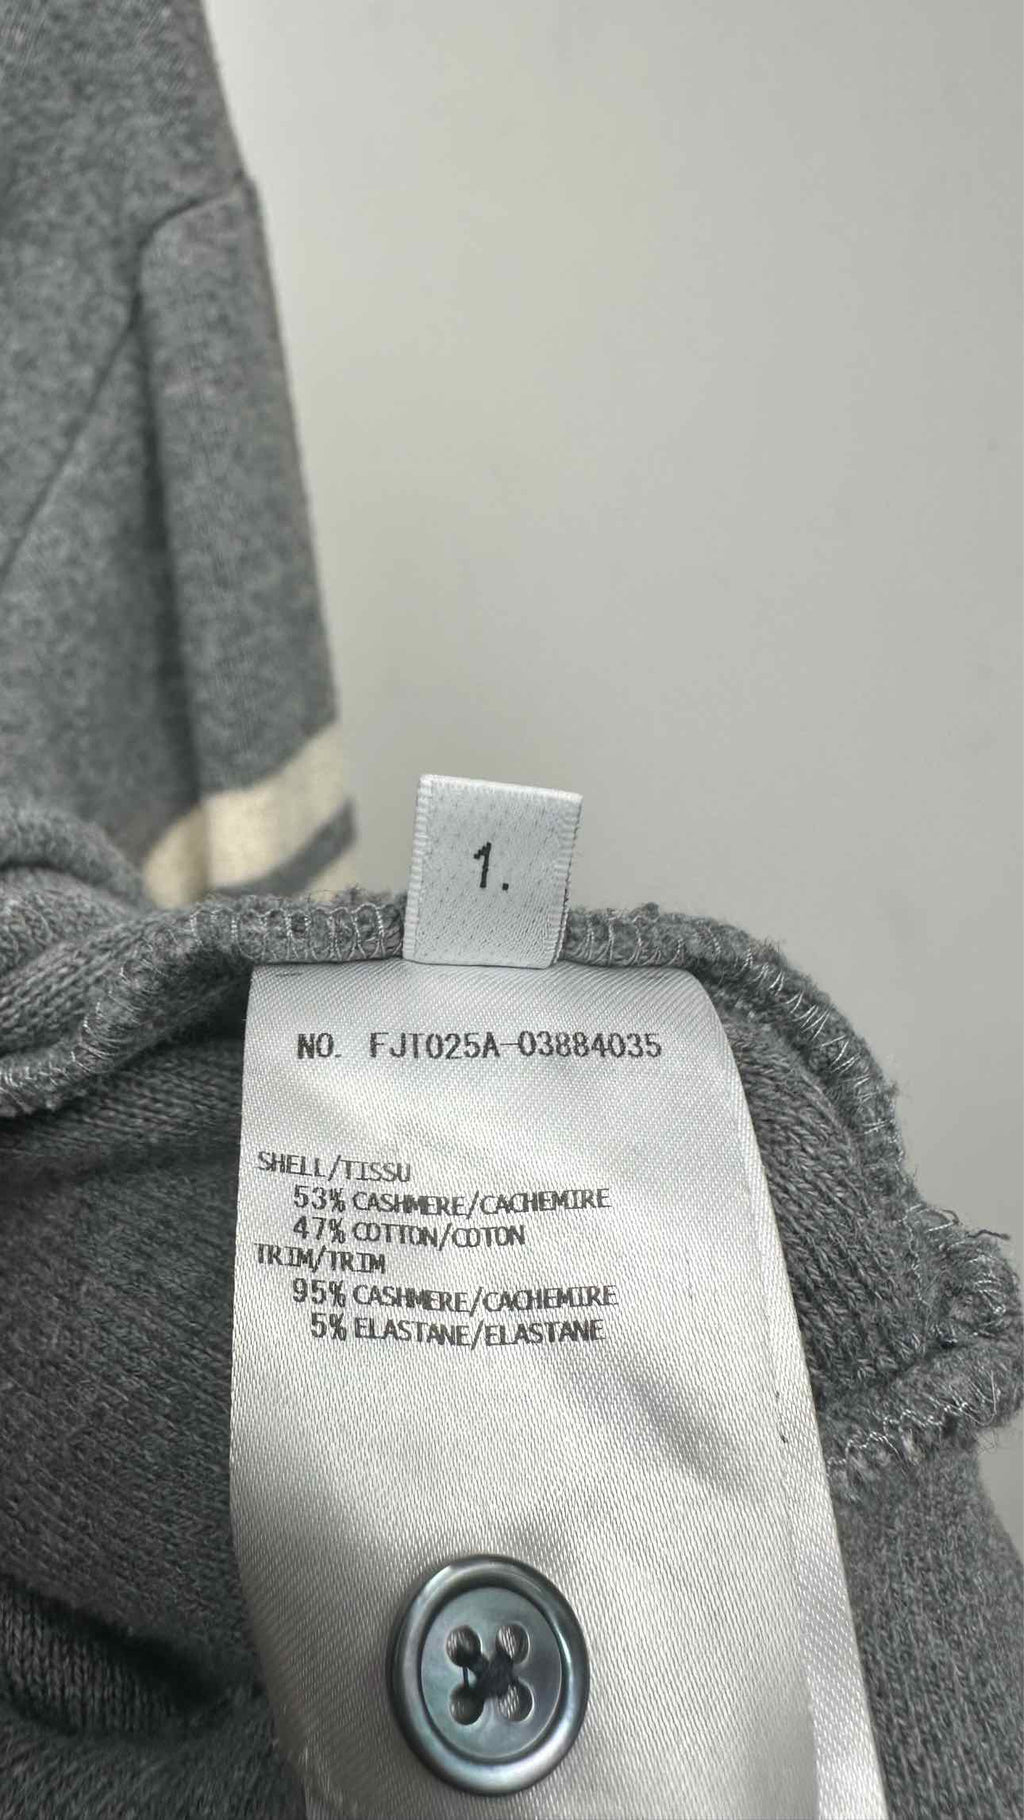 1.
NO. FJT025A-03884035
SHELL/TISSU
53% CASHMERE/CACHEMIRE
47% COTTON/COTON
TRIM/TRIM
95% CASHMERE/CACHEMIRE
5% ELASTANE/ELASTANE